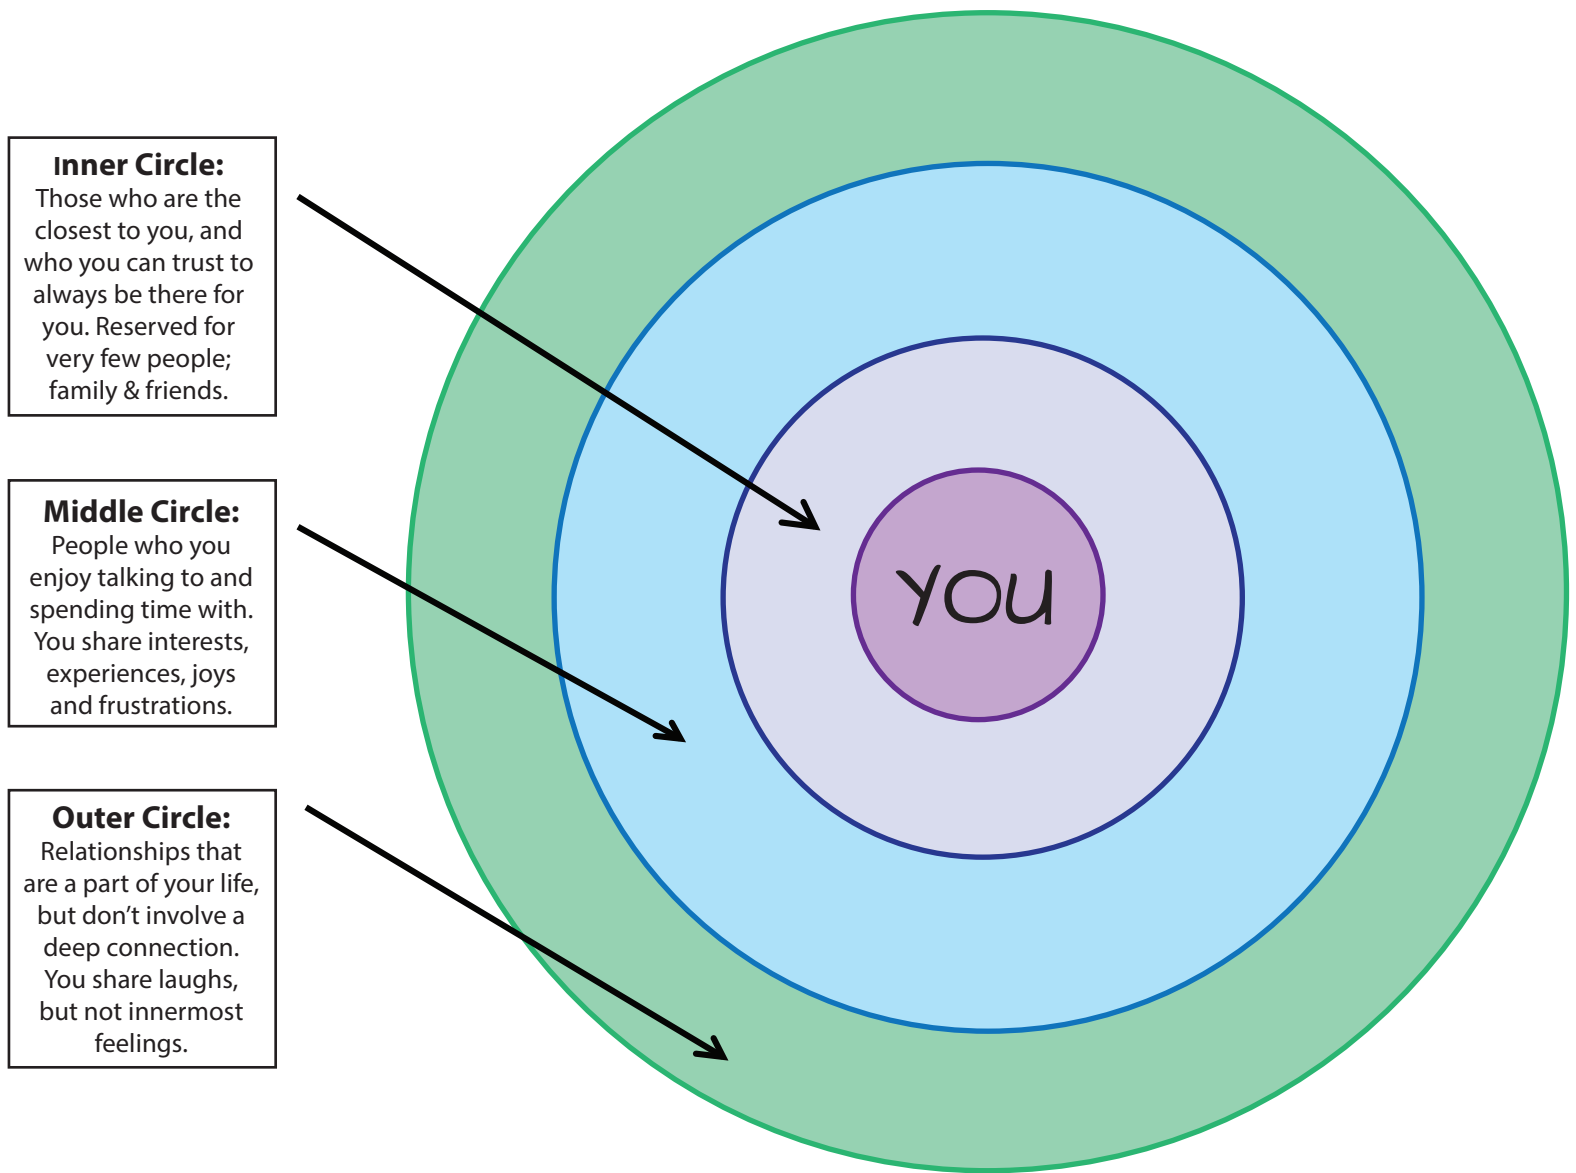 Inner Circle:
Those who are the
closest to you, and
who you can trust to
always be there for
you. Reserved for
very few people;
family & friends.
Middle Circle:
People who you
enjoy talking to and
spending time with.
You share interests,
experiences, joys
and frustrations.
Outer Circle:
Relationships that
are a part of your life,
but don’t involve a
deep connection.
You share laughs,
but not innermost
feelings.
YOU